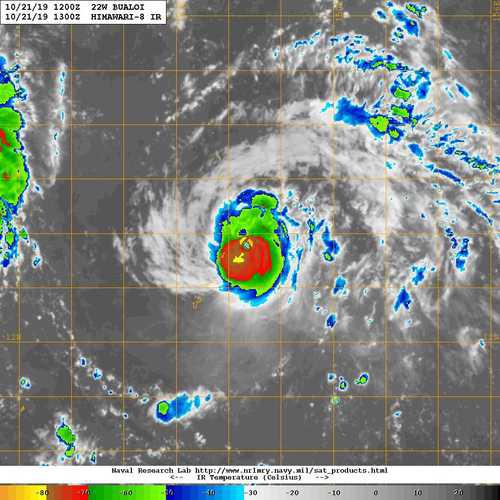 10/21/19 1200Z 22W BUALOI
10/21/19 1300Z HIMAWARI-8 IR
-12N
Naval Research Lab http://www.nrlmry.navy.mil/sat_products.html
<-- IR Temperature (Celsius) -->
-80 -70 -60 -50 -40 -30 -20 -10 0 10 20